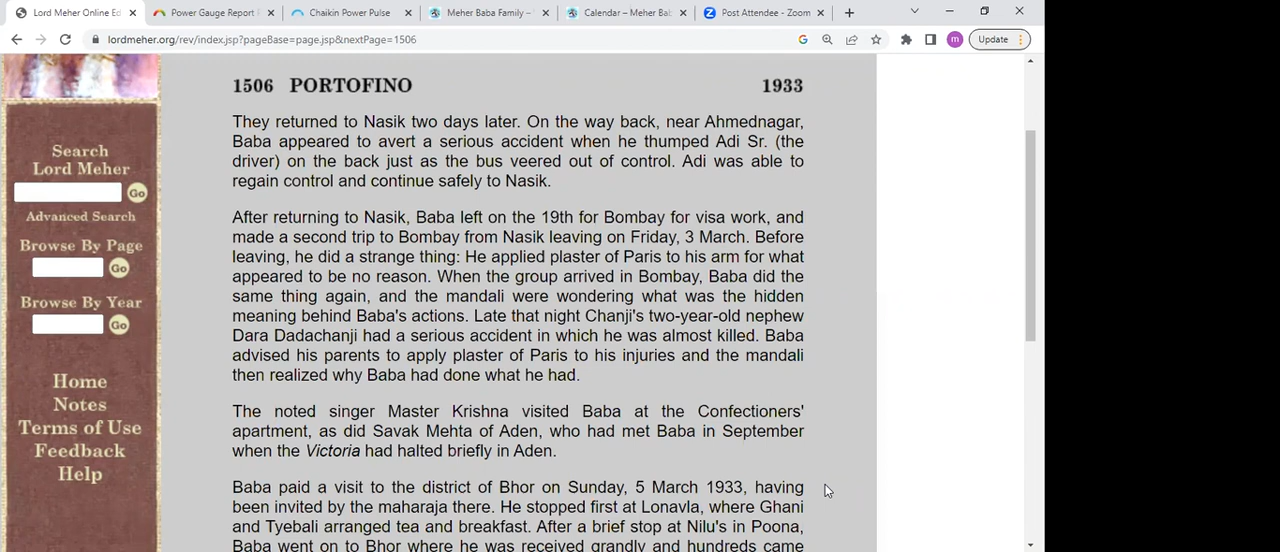 Lord Meher Online Ed
Power Gauge Report
Chaikin Power Pulse
Meher Baba Family –
Calendar – Meher Bab
Post Attendee - Zoom
lordmeher.org/rev/index.jsp?pageBase=page.jsp&nextPage=1506
m
Update
Search
Lord Meher
Go
Advanced Search
Browse By Page
Go
Browse By Year
Go
Home
Notes
Terms of Use
Feedback
Help
1506 PORTOFINO 1933
They returned to Nasik two days later. On the way back, near Ahmednagar,
Baba appeared to avert a serious accident when he thumped Adi Sr. (the
driver) on the back just as the bus veered out of control. Adi was able to
regain control and continue safely to Nasik.
After returning to Nasik, Baba left on the 19th for Bombay for visa work, and
made a second trip to Bombay from Nasik leaving on Friday, 3 March. Before
leaving, he did a strange thing: He applied plaster of Paris to his arm for what
appeared to be no reason. When the group arrived in Bombay, Baba did the
same thing again, and the mandali were wondering what was the hidden
meaning behind Baba's actions. Late that night Chanji's two-year-old nephew
Dara Dadachanji had a serious accident in which he was almost killed. Baba
advised his parents to apply plaster of Paris to his injuries and the mandali
then realized why Baba had done what he had.
The noted singer Master Krishna visited Baba at the Confectioners'
apartment, as did Savak Mehta of Aden, who had met Baba in September
when the Victoria had halted briefly in Aden.
Baba paid a visit to the district of Bhor on Sunday, 5 March 1933, having
been invited by the maharaja there. He stopped first at Lonavla, where Ghani
and Tyebali arranged tea and breakfast. After a brief stop at Nilu's in Poona,
Baba went on to Bhor where he was received grandly and hundreds came